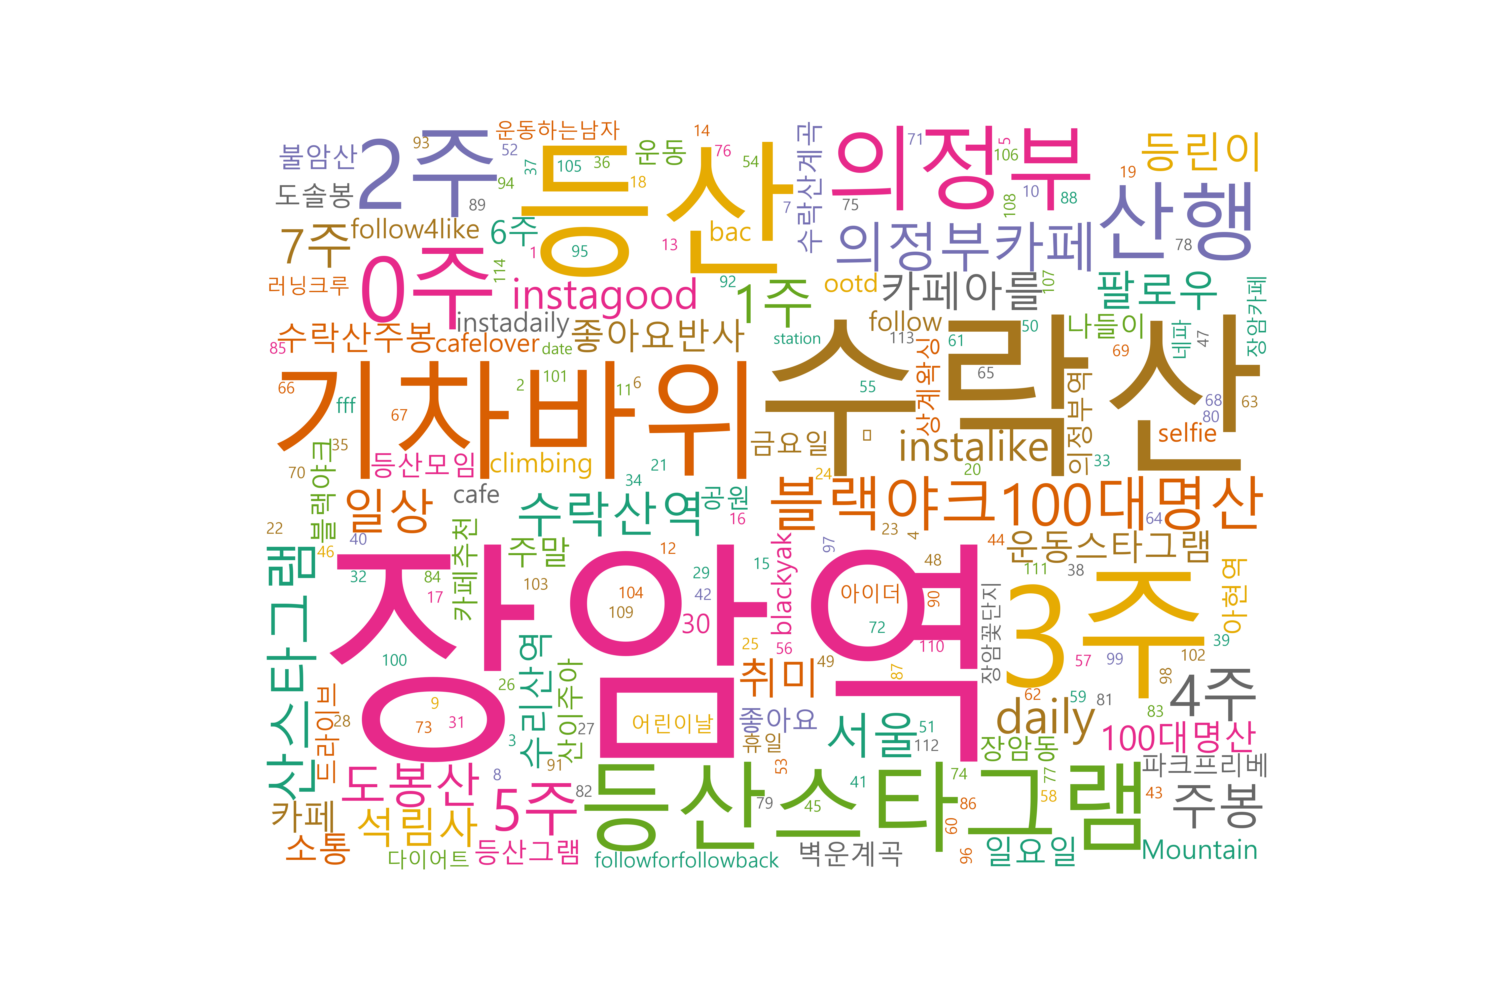 불암산
2주
93
52
운동하는남자
37
105
36
운동
14
76
54
수락산계곡
의정부
71
5
106
등린이
도솔봉
89
94
등산
18
7
75
10
108
88
19
산행
78
7주
follow4like
6주
1
95
13
bac
의정부카페
러닝크루
0주
114
instagood
92
1주
ootd
카페아를
107
팔로우
장암카페
85
수락산주봉
instadaily
cafelover
date
좋아요반사
station
follow
113
61
50
나들이
69
네파
47
66
기차바위
67
2
101
11
6
수락산
55
65
상계왁싱
의정부역
68
80
63
selfie
fff
35
70
블랙야크
등산모임
climbing
34
21
금요일
24
instalike
20
33
일상
cafe
수락산역
공원
16
블랙야크100대명산
23
4
64
22
46
40
32
84
17
카페추천
주말
103
12
104
109
29
42
30
15
blackyak
97
아이더
72
48
90
110
44
운동스타그램
111
38
장암꽃단지
아현역
장암역
100
56
25
3주
57
99
102
39
98
산스타그램
드라이브
28
9
73
31
26
3
수리산역
산이주아
27
어린이날
취미
49
좋아요
휴일
87
서울
51
112
62
daily
59
81
83
4주
장암동
100대명산
도봉산
8
91
82
5주
53
79
41
45
등산스타그램
74
86
60
77
58
43
파크프리베
주봉
카페
석림사
소통
다이어트
등산그램
followforfollowback
벽운계곡
96
일요일
Mountain